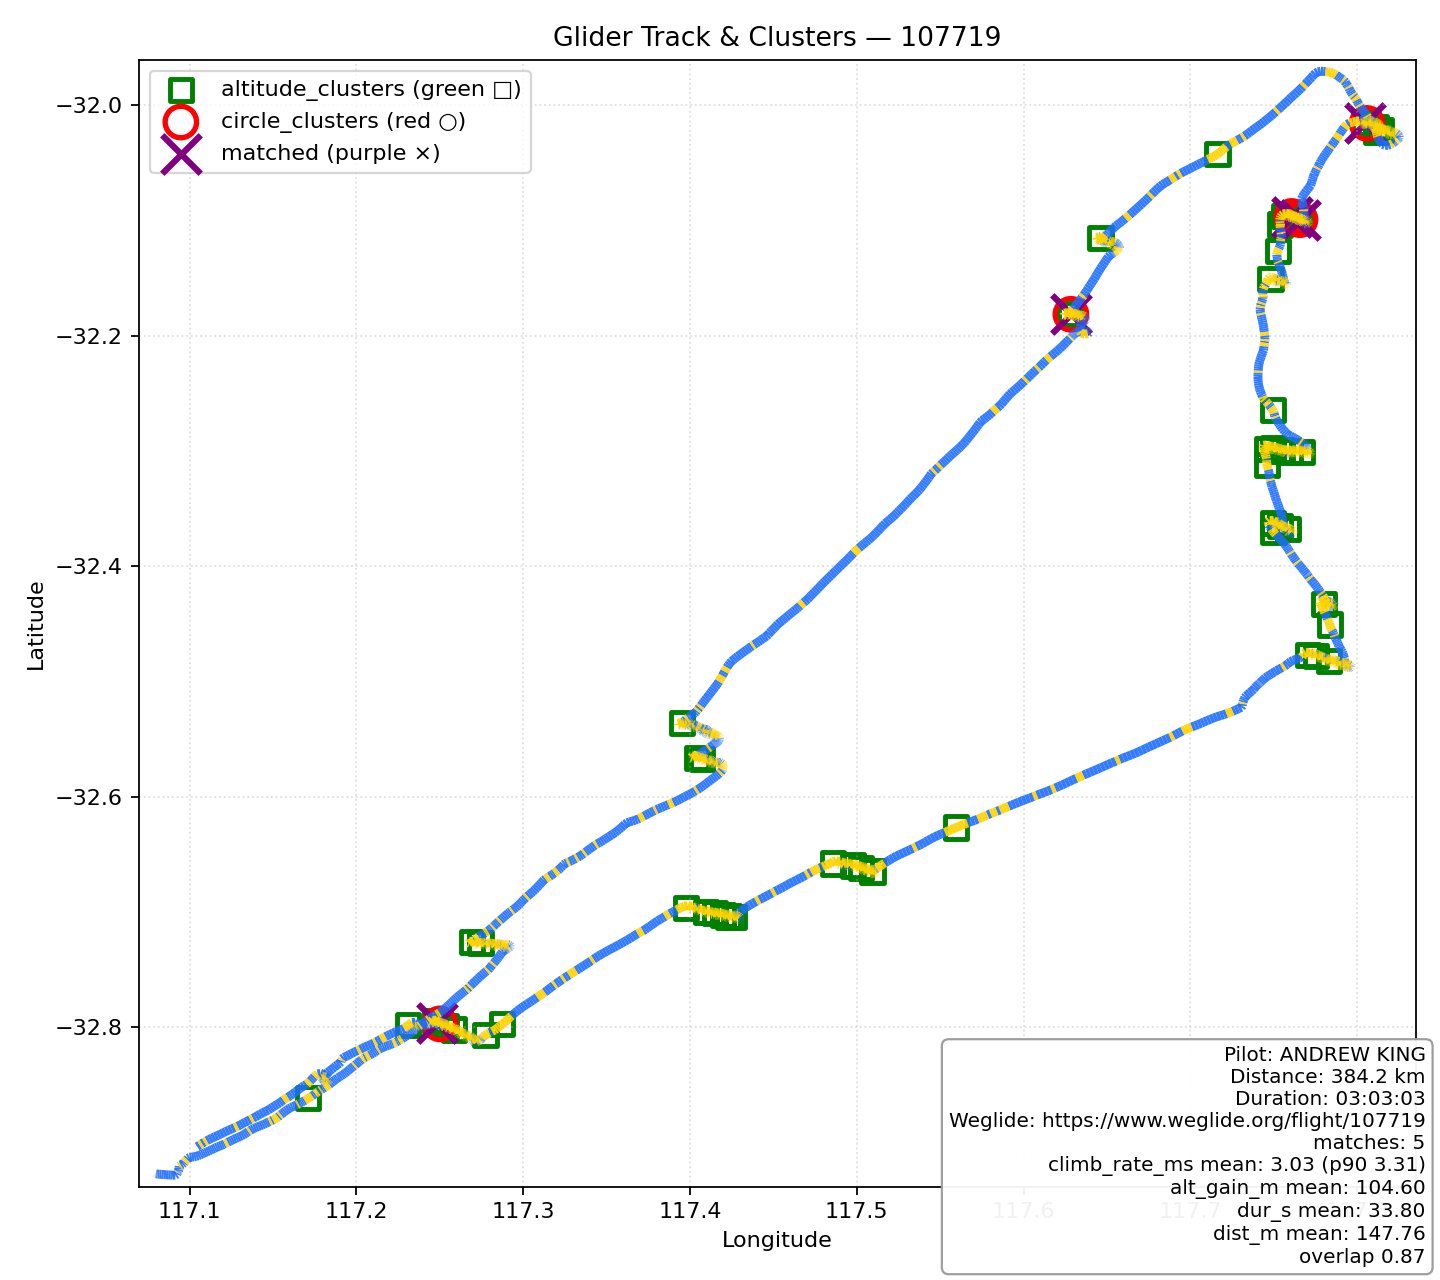 Glider Track & Clusters — 107719
altitude_clusters (green □)
circle_clusters (red ○)
matched (purple ×)
−32.0
−32.2
−32.4
−32.6
−32.8
Latitude
117.1
117.2
117.3
117.4
117.5
117.6
117.7
Longitude
Pilot: ANDREW KING
Distance: 384.2 km
Duration: 03:03:03
Weglide: https://www.weglide.org/flight/107719
matches: 5
climb_rate_ms mean: 3.03 (p90 3.31)
alt_gain_m mean: 104.60
dur_s mean: 33.80
dist_m mean: 147.76
overlap 0.87